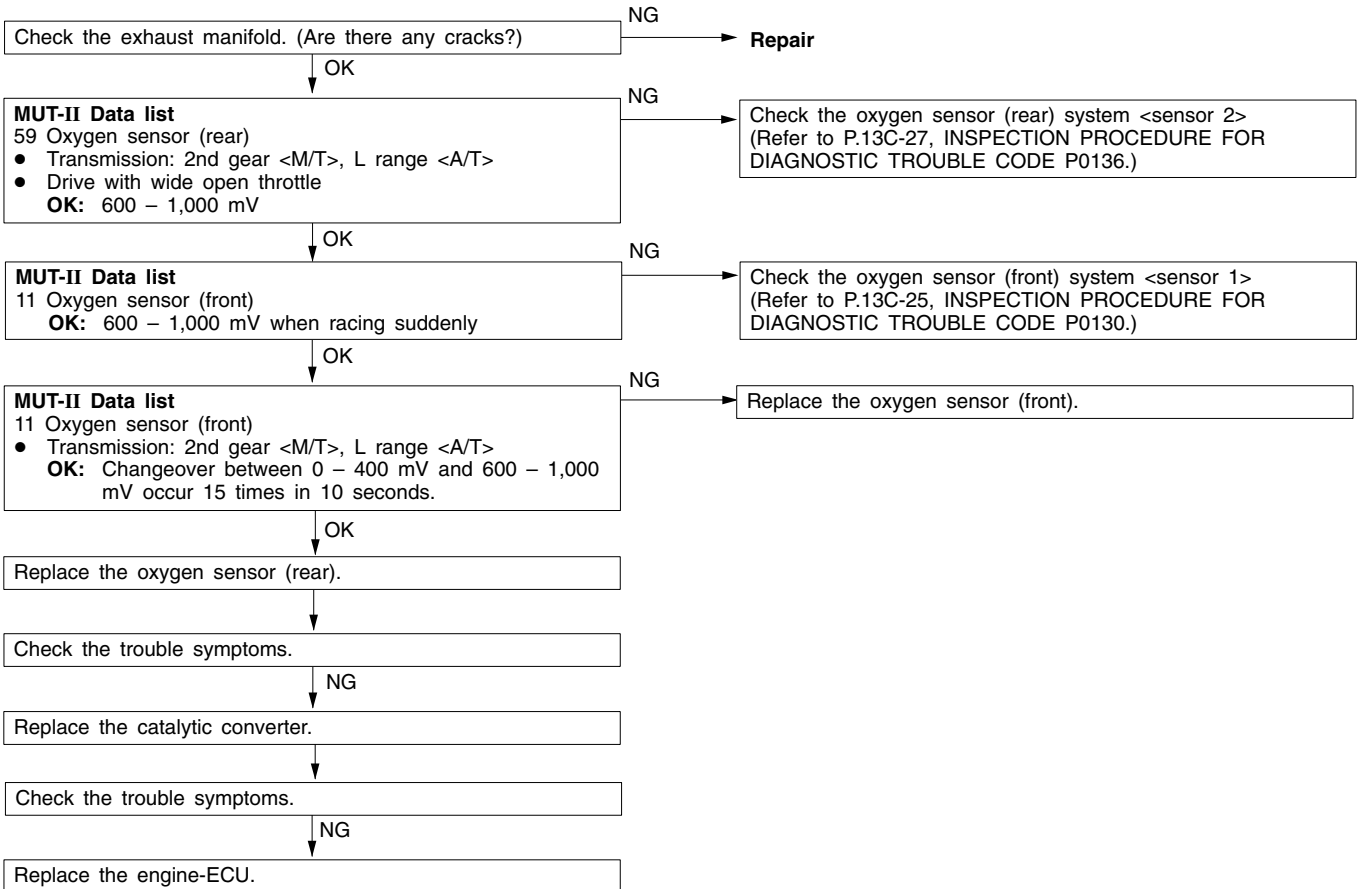 Check the exhaust manifold. (Are there any cracks?)
NG
Repair
OK
MUT-II Data list
59 Oxygen sensor (rear)
● Transmission: 2nd gear <M/T>, L range <A/T>
● Drive with wide open throttle
OK: 600 – 1,000 mV
NG
Check the oxygen sensor (rear) system <sensor 2>
(Refer to P.13C-27, INSPECTION PROCEDURE FOR
DIAGNOSTIC TROUBLE CODE P0136.)
OK
MUT-II Data list
11 Oxygen sensor (front)
OK: 600 – 1,000 mV when racing suddenly
NG
Check the oxygen sensor (front) system <sensor 1>
(Refer to P.13C-25, INSPECTION PROCEDURE FOR
DIAGNOSTIC TROUBLE CODE P0130.)
OK
MUT-II Data list
11 Oxygen sensor (front)
● Transmission: 2nd gear <M/T>, L range <A/T>
OK: Changeover between 0 – 400 mV and 600 – 1,000
mV occur 15 times in 10 seconds.
NG
Replace the oxygen sensor (front).
OK
Replace the oxygen sensor (rear).
Check the trouble symptoms.
NG
Replace the catalytic converter.
Check the trouble symptoms.
NG
Replace the engine-ECU.